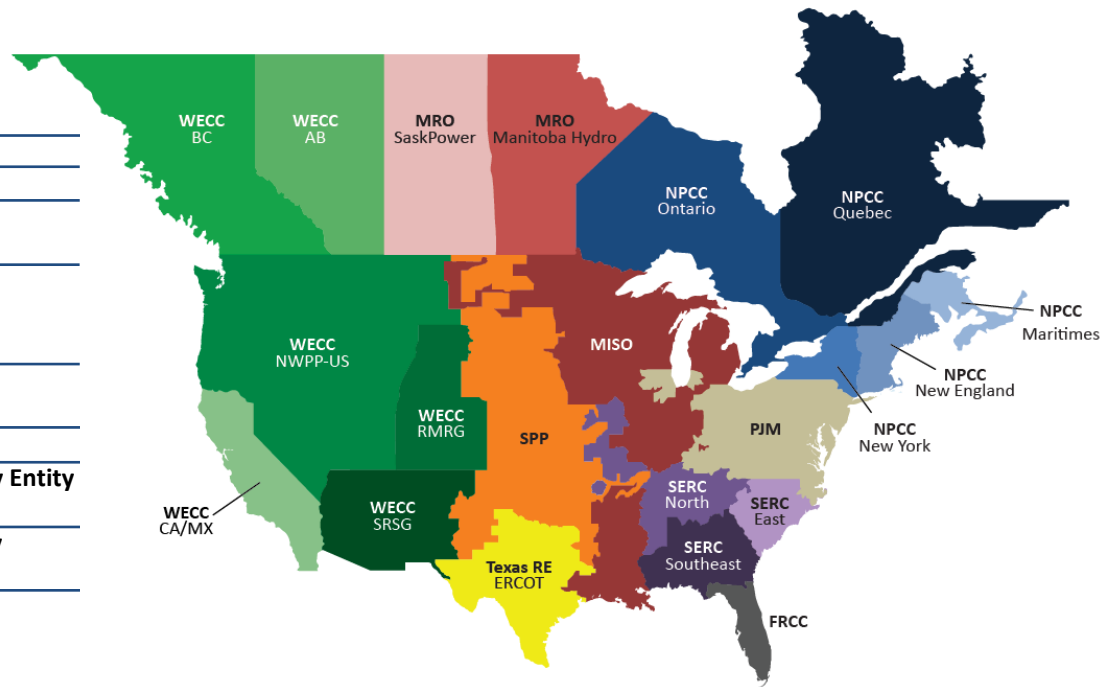 WECC
BC
WECC
AB
MRO
SaskPower
MRO
Manitoba Hydro
NPCC
Ontario
NPCC
Quebec
NPCC
Maritimes
NPCC
New England
NPCC
New York
WECC
NWPP-US
WECC
RMRG
MISO
SPP
PJM
WECC
CA/MX
WECC
SRSG
SERC
North
SERC
East
SERC
Southeast
Texas RE
ERCOT
FRCC
Entity